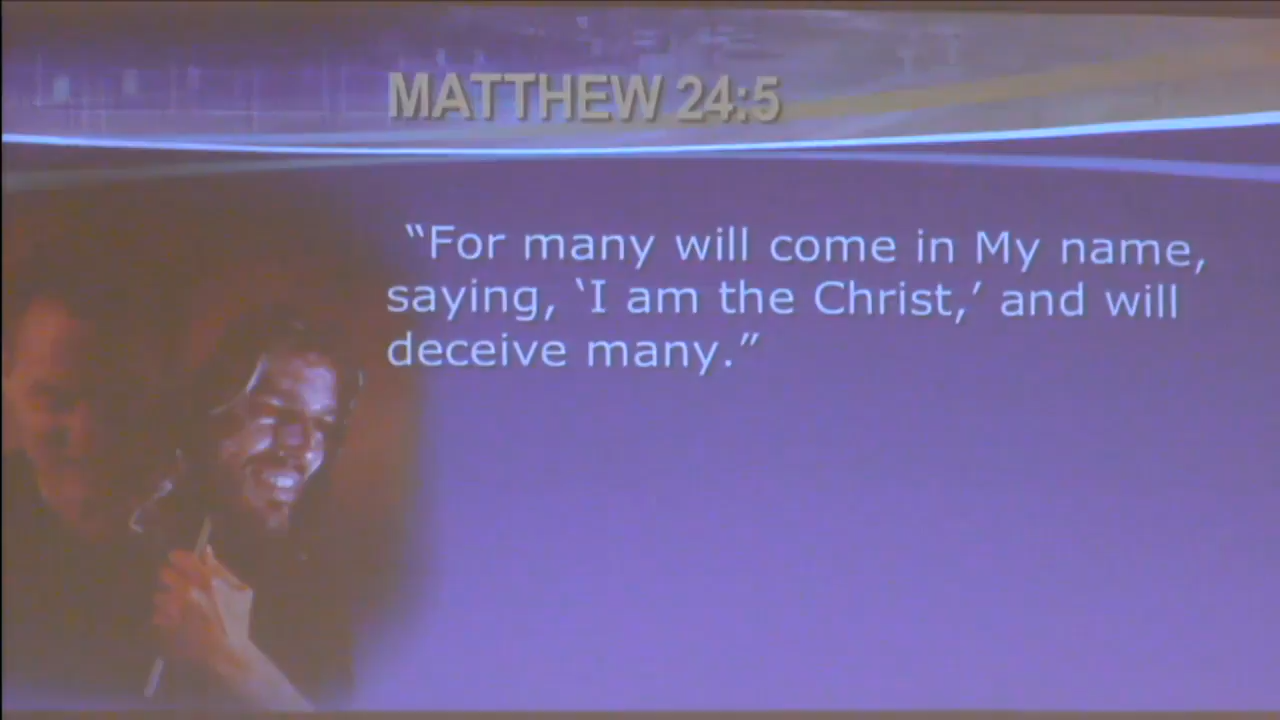 MATTHEW 24:5
“For many will come in My name,
saying, ‘I am the Christ,’ and will
deceive many.”